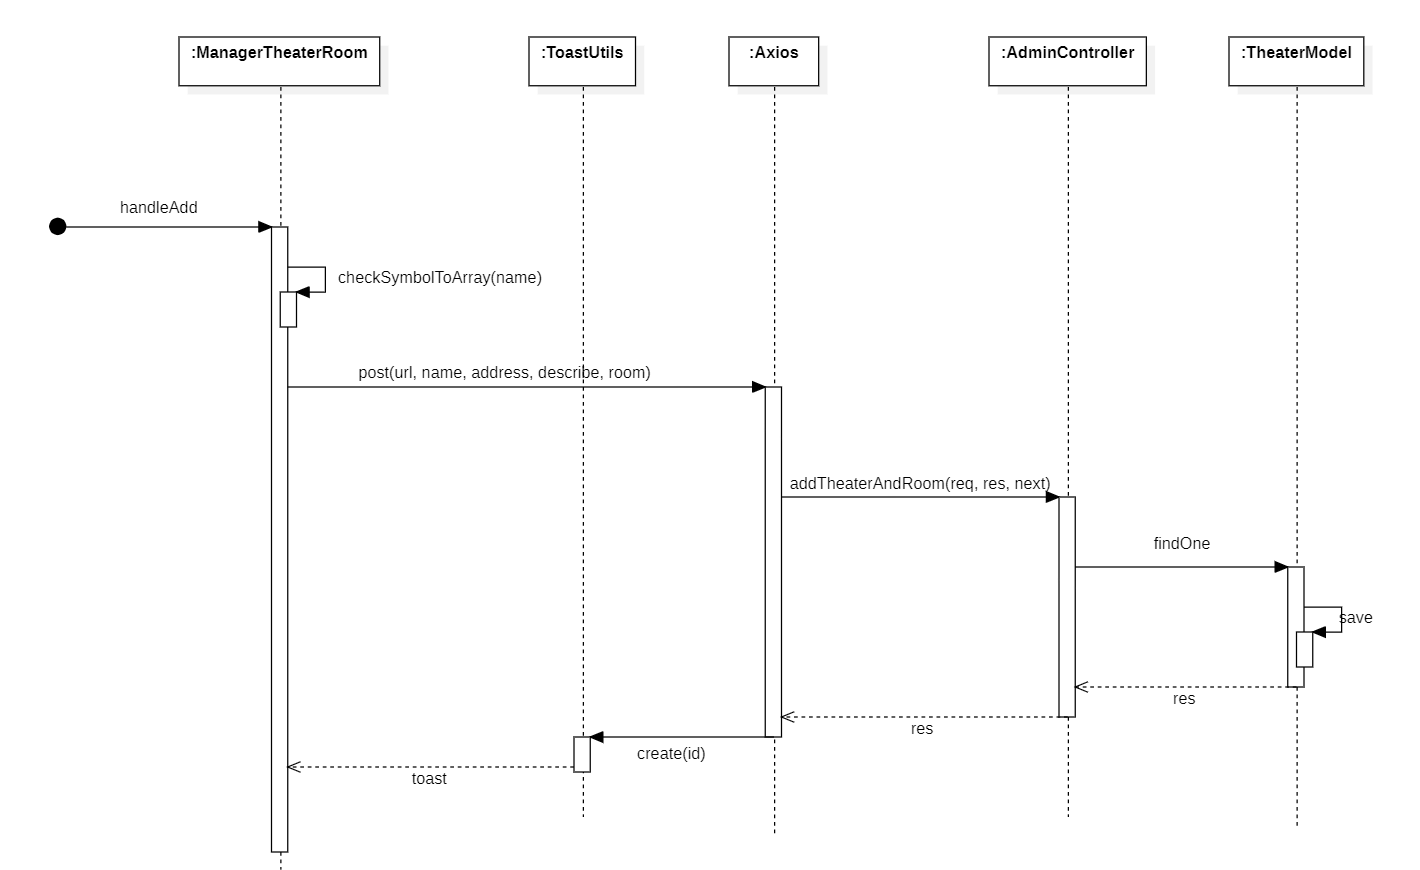 :ManagerTheaterRoom
:ToastUtils
:Axios
:AdminController
:TheaterModel
handleAdd
checkSymbolToArray(name)
post(url, name, address, describe, room)
addTheaterAndRoom(req, res, next)
findOne
save
res
res
create(id)
toast